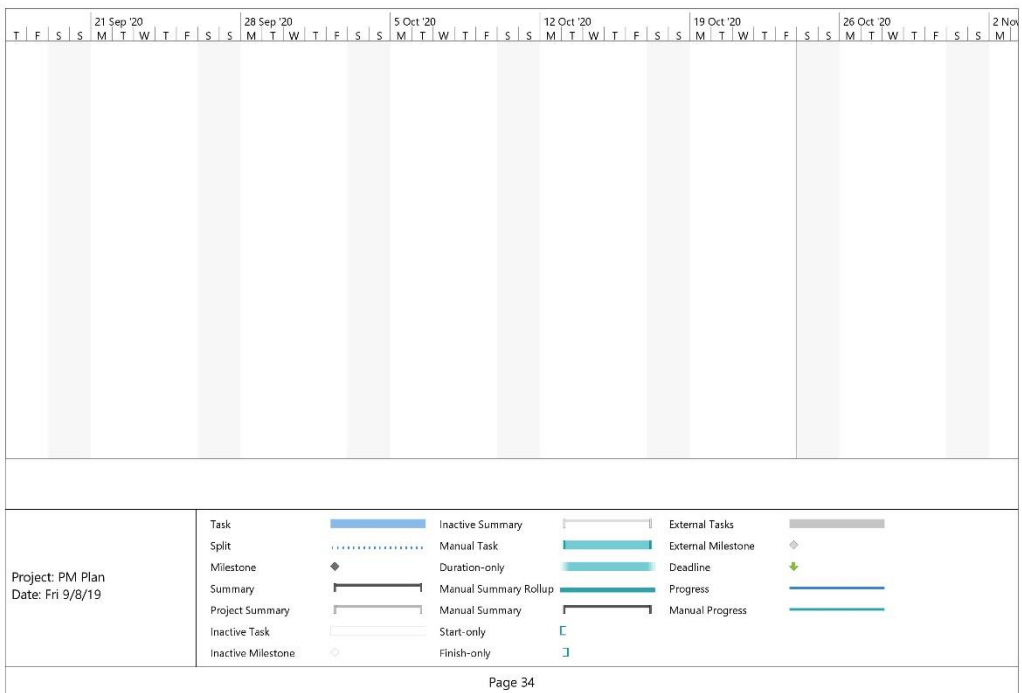 21 Sep '20 28 Sep '20 5 Oct '20 12 Oct '20 19 Oct '20 26 Oct '20 2 Nov
T F S S M T W T F S S M T W T F S S M T W T F S S M T W T F S S M T W T F S S M T W T F S S M
Project: PM Plan
Date: Fri 9/8/19
Task
Split
Milestone
Summary
Project Summary
Inactive Task
Inactive Milestone
Inactive Summary
Manual Task
Duration-only
Manual Summary Rollup
Manual Summary
Start-only
Finish-only
External Tasks
External Milestone
Deadline
Progress
Manual Progress
Page 34